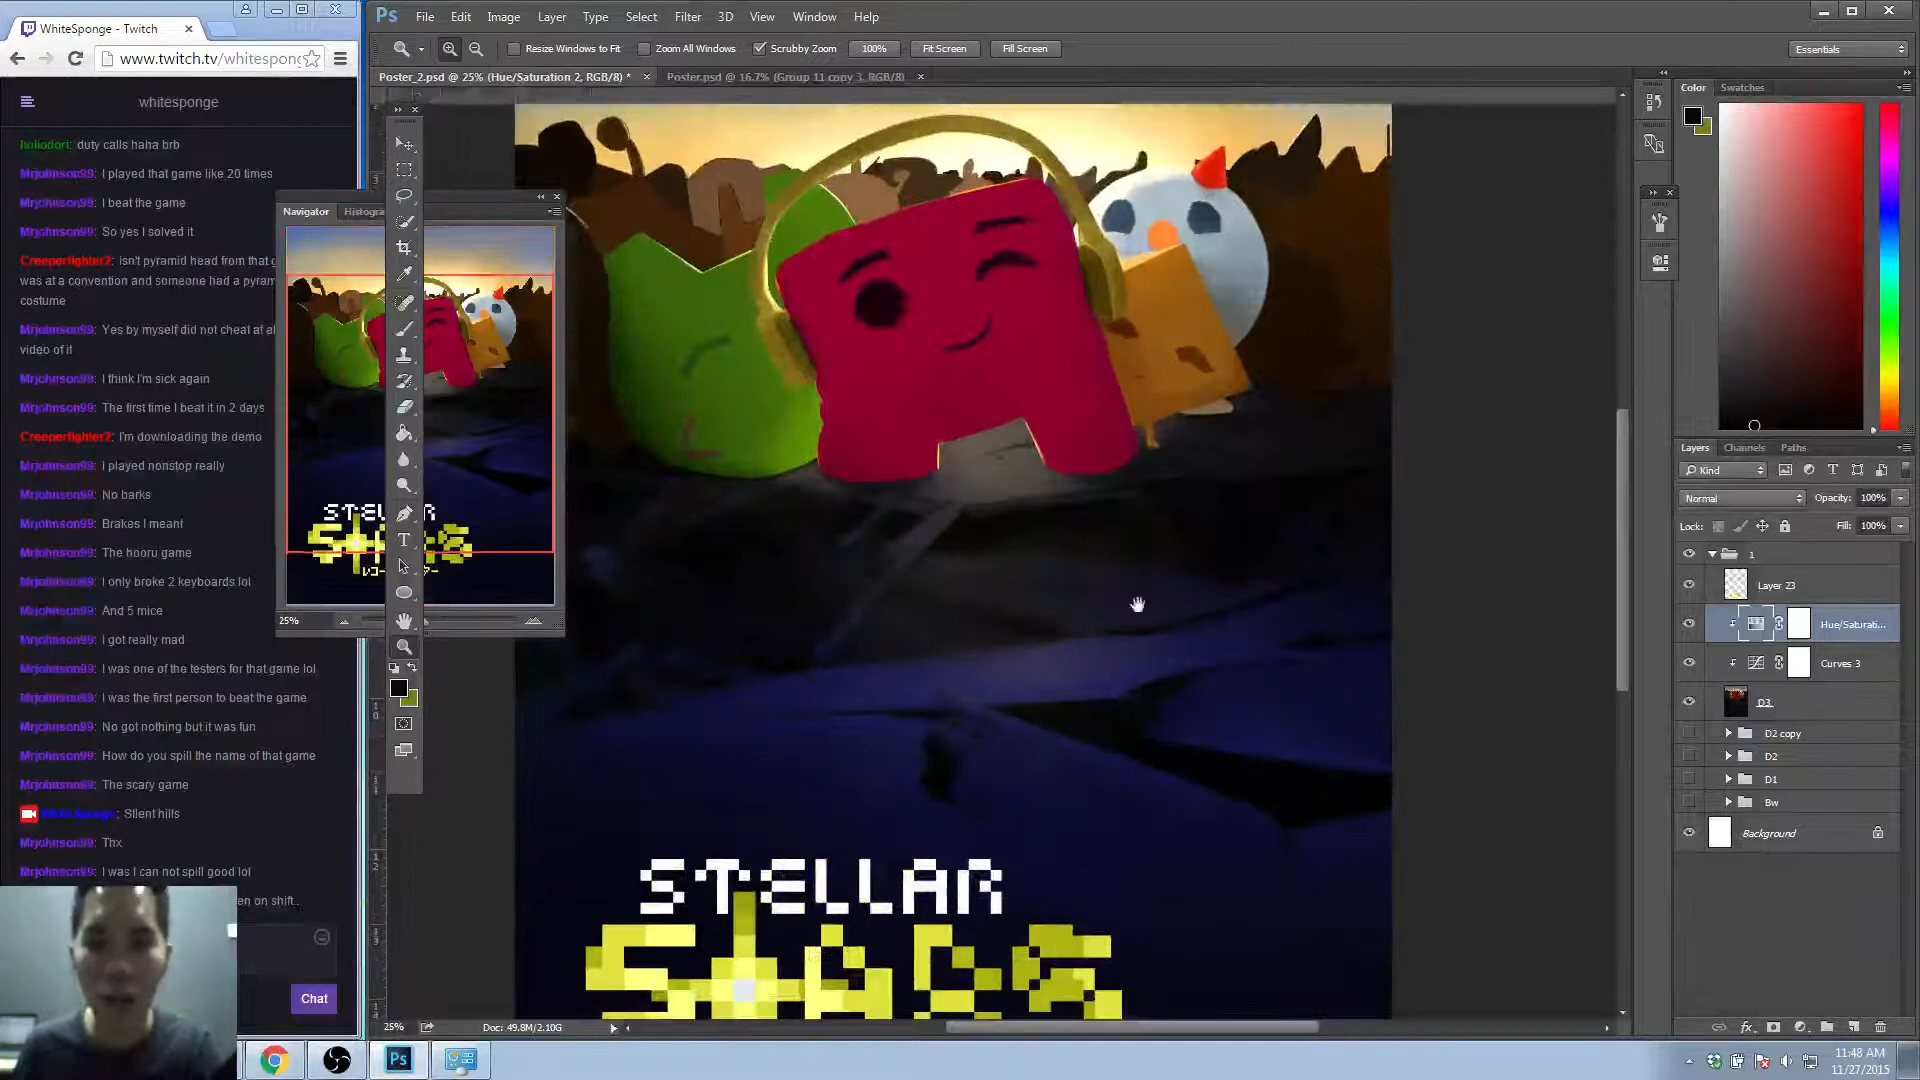 WhiteSponge - Twitch
www.twitch.tv/whitespong
whitesponge
heliodori: duty calls haha brb
Mrjohnson99: I played that game like 20 times
Mrjohnson99: I beat the game
Mrjohnson99: So yes I solved it
Creeperfighter2: isn't pyramid head from that g
was at a convention and someone had a pyram
costume
Mrjohnson99: Yes by myself did not cheat at al
video of it
Mrjohnson99: I think I'm sick again
Mrjohnson99: The first time I beat it in 2 days
Creeperfighter2: I'm downloading the demo
Mrjohnson99: I played nonstop really
Mrjohnson99: No barks
Mrjohnson99: Brakes I meant
Mrjohnson99: The hooru game
Mrjohnson99: I only broke 2 keyboards lol
Mrjohnson99: And 5 mice
Mrjohnson99: I got really mad
Mrjohnson99: I was one of the testers for that game lol
Mrjohnson99: I was the first person to beat the game
Mrjohnson99: No got nothing but it was fun
Mrjohnson99: How do you spill the name of that game
Mrjohnson99: The scary game
WhiteSponge: Silent hills
Mrjohnson99: Thx
Mrjohnson99: I was I can not spill good lol
en on shift..
Chat
Ps File Edit Image Layer Type Select Filter 3D View Window Help
Resize Windows to Fit Zoom All Windows Scrubby Zoom 100% Fit Screen Fill Screen Essentials
Poster_2.psd @ 25% (Hue/Saturation 2, RGB/8) * Poster.psd @ 16.7% (Group 11 copy 3, RGB/8)
Navigator Histogra
STELLAR
25%
STELLAR
25% Doc: 49.8M/2.10G
Color Swatches
Layers Channels Paths
Kind
Normal Opacity: 100%
Lock: Fill: 100%
1
Layer 23
Hue/Saturati...
Curves 3
D3
D2 copy
D2
D1
Bw
Background
fx
Ps
11:48 AM
11/27/2015